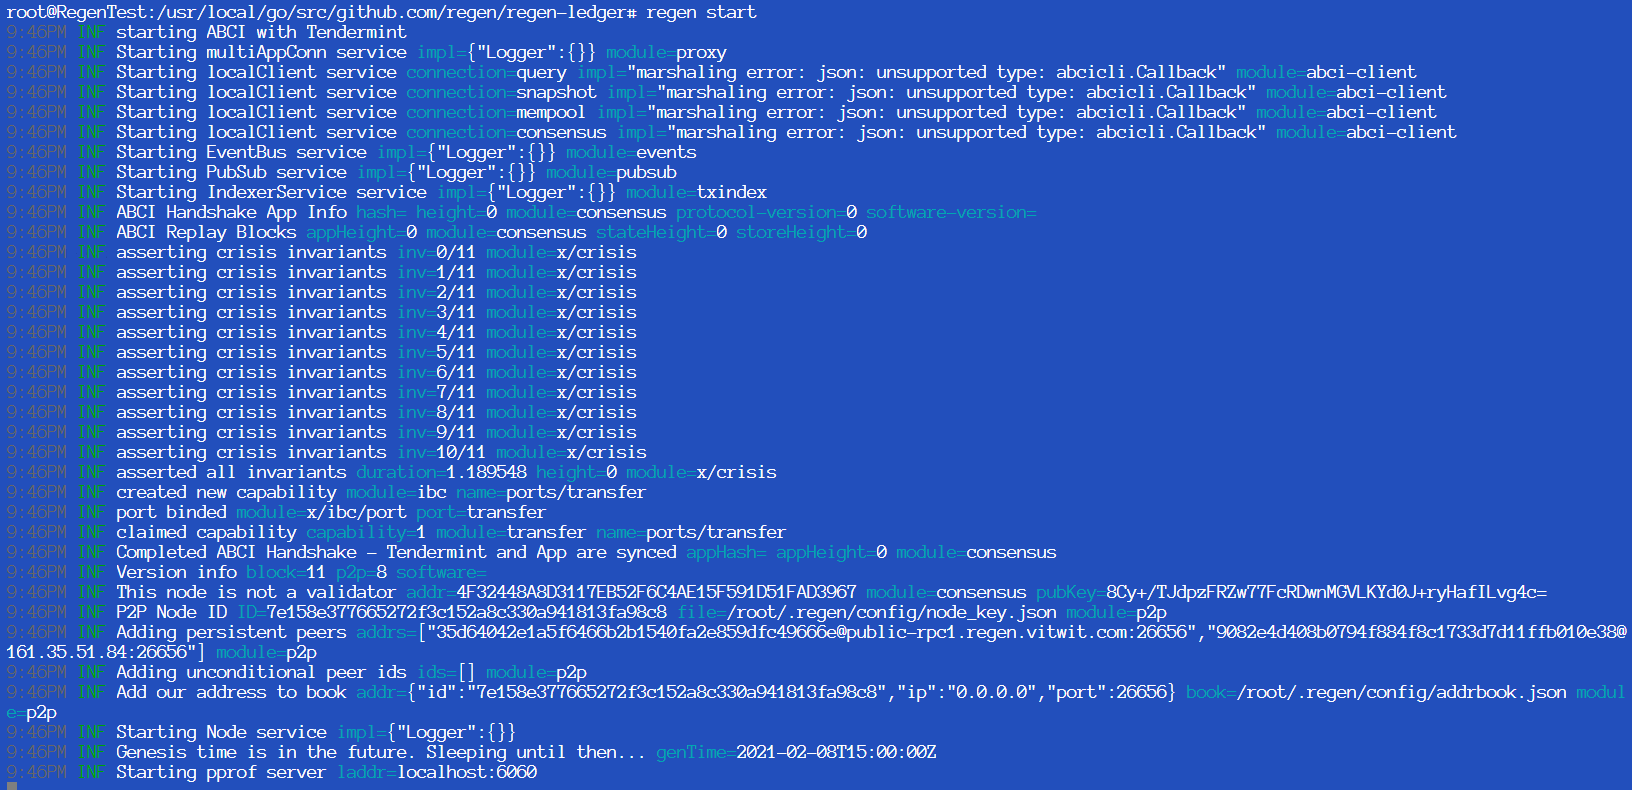 root@RegenTest:/usr/local/go/src/github.com/regen/regen-ledger# regen start
9:46PM INF starting ABCI with Tendermint
9:46PM INF Starting multiAppConn service impl={"Logger":{}} module=proxy
9:46PM INF Starting localClient service connection=query impl="marshaling error: json: unsupported type: abcicli.Callback" module=abci-client
9:46PM INF Starting localClient service connection=snapshot impl="marshaling error: json: unsupported type: abcicli.Callback" module=abci-client
9:46PM INF Starting localClient service connection=mempool impl="marshaling error: json: unsupported type: abcicli.Callback" module=abci-client
9:46PM INF Starting localClient service connection=consensus impl="marshaling error: json: unsupported type: abcicli.Callback" module=abci-client
9:46PM INF Starting EventBus service impl={"Logger":{}} module=events
9:46PM INF Starting PubSub service impl={"Logger":{}} module=pubsub
9:46PM INF Starting IndexerService service impl={"Logger":{}} module=txindex
9:46PM INF ABCI Handshake App Info hash= height=0 module=consensus protocol-version=0 software-version=
9:46PM INF ABCI Replay Blocks appHeight=0 module=consensus stateHeight=0 storeHeight=0
9:46PM INF asserting crisis invariants inv=0/11 module=x/crisis
9:46PM INF asserting crisis invariants inv=1/11 module=x/crisis
9:46PM INF asserting crisis invariants inv=2/11 module=x/crisis
9:46PM INF asserting crisis invariants inv=3/11 module=x/crisis
9:46PM INF asserting crisis invariants inv=4/11 module=x/crisis
9:46PM INF asserting crisis invariants inv=5/11 module=x/crisis
9:46PM INF asserting crisis invariants inv=6/11 module=x/crisis
9:46PM INF asserting crisis invariants inv=7/11 module=x/crisis
9:46PM INF asserting crisis invariants inv=8/11 module=x/crisis
9:46PM INF asserting crisis invariants inv=9/11 module=x/crisis
9:46PM INF asserting crisis invariants inv=10/11 module=x/crisis
9:46PM INF asserted all invariants duration=1.189548 height=0 module=x/crisis
9:46PM INF created new capability module=ibc name=ports/transfer
9:46PM INF port binded module=x/ibc/port port=transfer
9:46PM INF claimed capability capability=1 module=transfer name=ports/transfer
9:46PM INF Completed ABCI Handshake - Tendermint and App are synced appHash= appHeight=0 module=consensus
9:46PM INF Version info block=11 p2p=8 software=
9:46PM INF This node is not a validator addr=4F32448A8D3117EB52F6C4AE15F591D51FAD3967 module=consensus pubKey=8Cy+/TJdpzFRZw77FcRDwnMGVLKYd0J+ryHafILvg4c=
9:46PM INF P2P Node ID ID=7e158e377665272f3c152a8c330a941813fa98c8 file=/root/.regen/config/node_key.json module=p2p
9:46PM INF Adding persistent peers addrs=["35d64042e1a5f6466b2b1540fa2e859dfc49666e@public-rpc1.regen.vitwit.com:26656","9082e4d408b0794f884f8c1733d7d11ffb010e38@
161.35.51.84:26656"] module=p2p
9:46PM INF Adding unconditional peer ids ids=[] module=p2p
9:46PM INF Add our address to book addr={"id":"7e158e377665272f3c152a8c330a941813fa98c8","ip":"0.0.0.0","port":26656} book=/root/.regen/config/addrbook.json modul
e=p2p
9:46PM INF Starting Node service impl={"Logger":{}}
9:46PM INF Genesis time is in the future. Sleeping until then... genTime=2021-02-08T15:00:00Z
9:46PM INF Starting pprof server laddr=localhost:6060